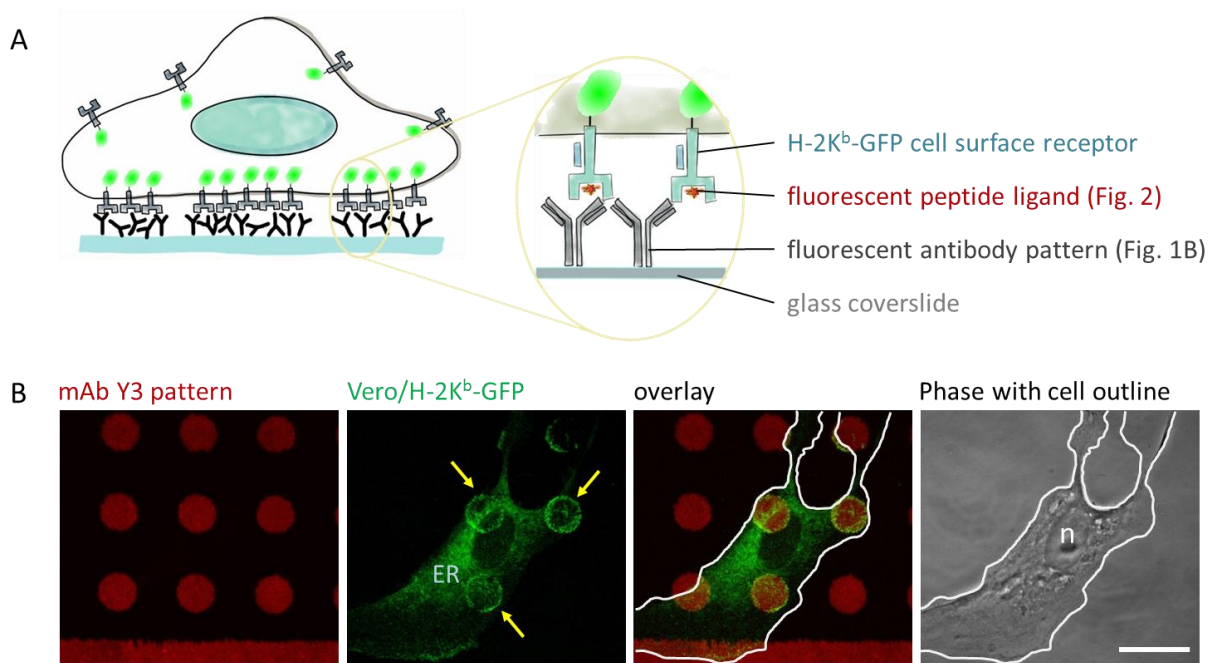 A
H-2Kᵇ-GFP cell surface receptor
fluorescent peptide ligand (Fig. 2)
fluorescent antibody pattern (Fig. 1B)
glass coverslide
B
mAb Y3 pattern
Vero/H-2Kᵇ-GFP
overlay
Phase with cell outline
ER
n